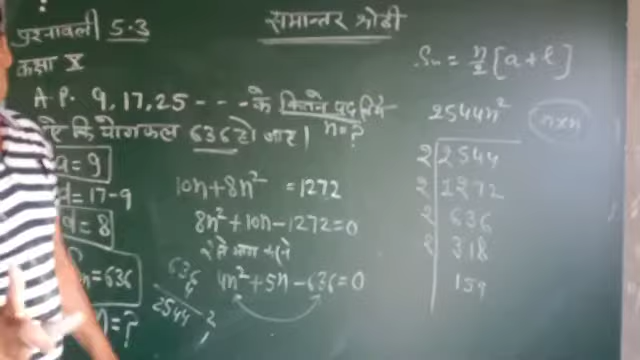 समान्तर श्रेढी
प्रश्नावली 5.3
कक्षा X
Sn = n/2 [a+l]
A.P. 9,17,25 - - - - के कितने पद लिये
जाए कि योगफल 636 हो जाए। n=?
a = 9
d = 17-9
d = 8
n=636
n=?
10n+8n² =1272
8n²+10n-1272=0
2 से भाग
4n²+5n-636=0
636
4
2544
2544n²
n×n
2 2544
2 1272
2 636
2 318
159